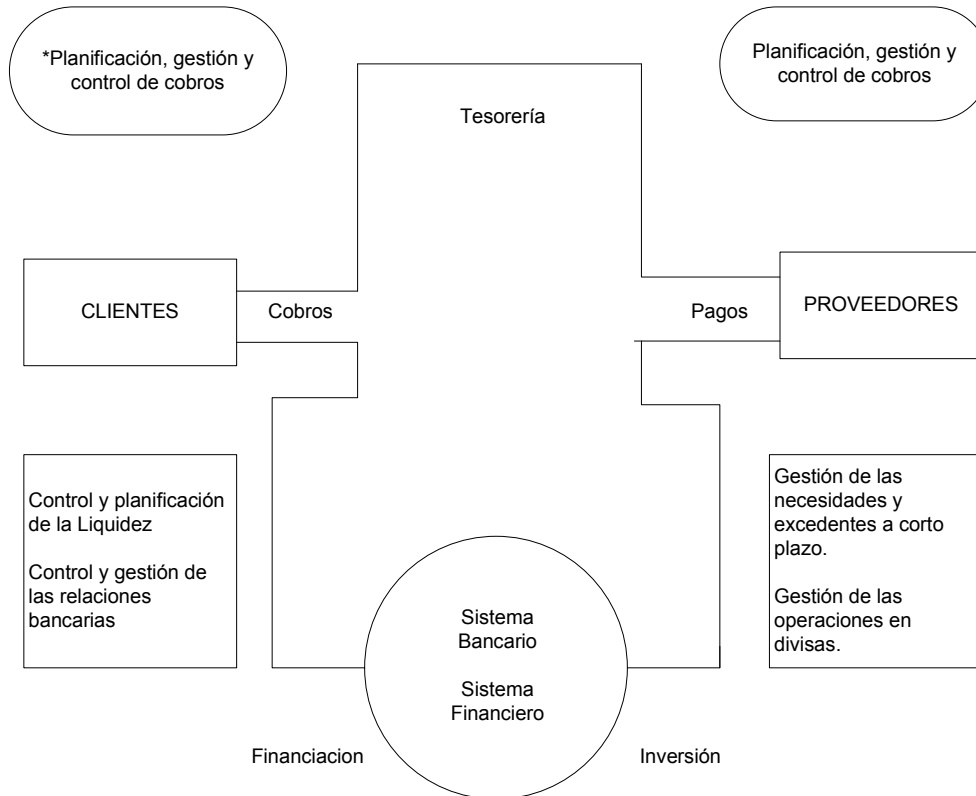 *Planificación, gestión y
control de cobros
Planificación, gestión y
control de cobros
Tesorería
CLIENTES
Cobros
Pagos
PROVEEDORES
Control y planificación
de la Liquidez
Control y gestión de
las relaciones
bancarias
Gestión de las
necesidades y
excedentes a corto
plazo.
Gestión de las
operaciones en
divisas.
Sistema
Bancario
Sistema
Financiero
Financiacion
Inversión